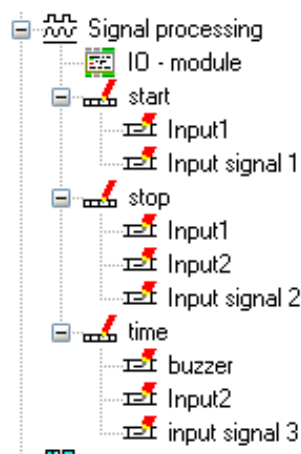 Signal processing
IO - module
start
Input1
Input signal 1
stop
Input1
Input2
Input signal 2
time
buzzer
Input2
input signal 3